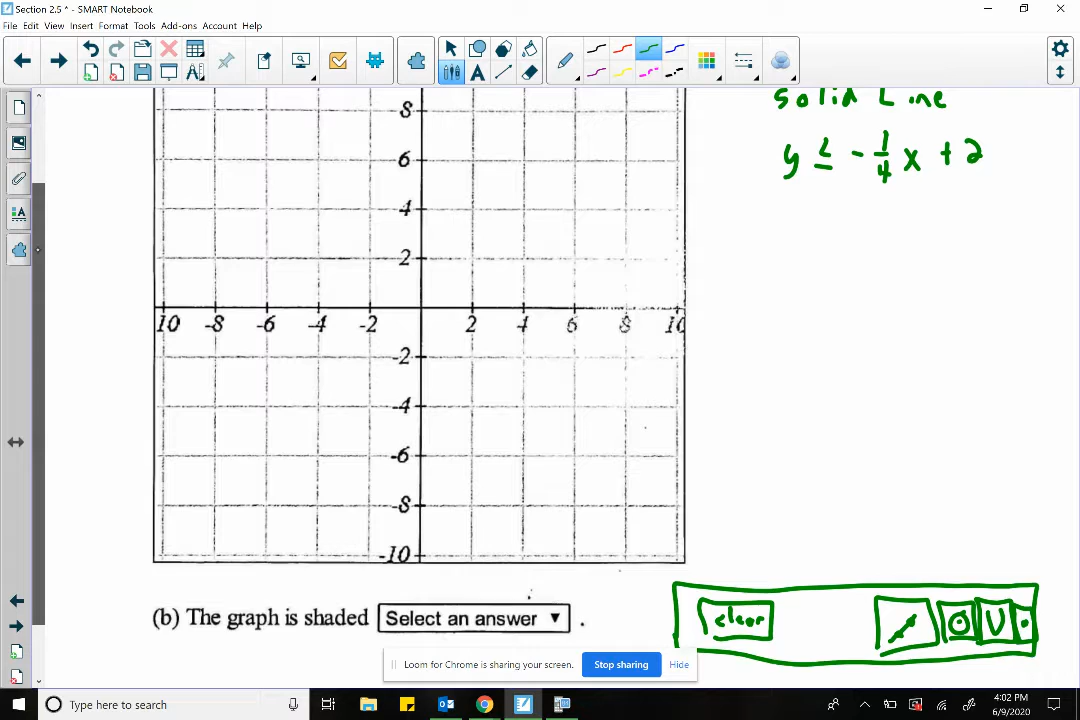 Section 2.5 * - SMART Notebook
File Edit View Insert Format Tools Add-ons Account Help
solid Line
y ≤ - 1/4 x + 2
8
6
4
2
10 -8 -6 -4 -2 2 4 6 8 10
-2
-4
-6
-8
-10
(b) The graph is shaded Select an answer ▼ .
clear
Loom for Chrome is sharing your screen. Stop sharing Hide
Type here to search
4:02 PM
6/9/2020